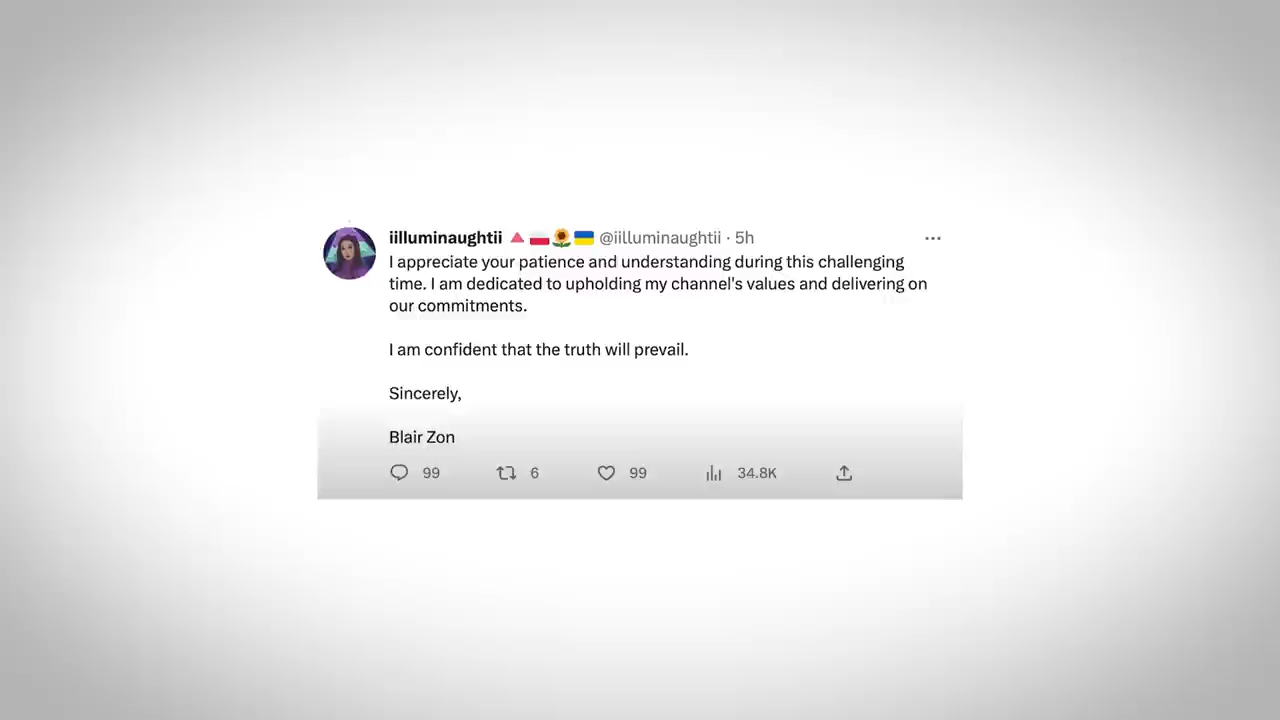 iilluminaughtii 🔺🇵🇱🌻🇺🇦 @iilluminaughtii · 5h ...
I appreciate your patience and understanding during this challenging
time. I am dedicated to upholding my channel's values and delivering on
our commitments.
I am confident that the truth will prevail.
Sincerely,
Blair Zon
99 6 99 34.8K